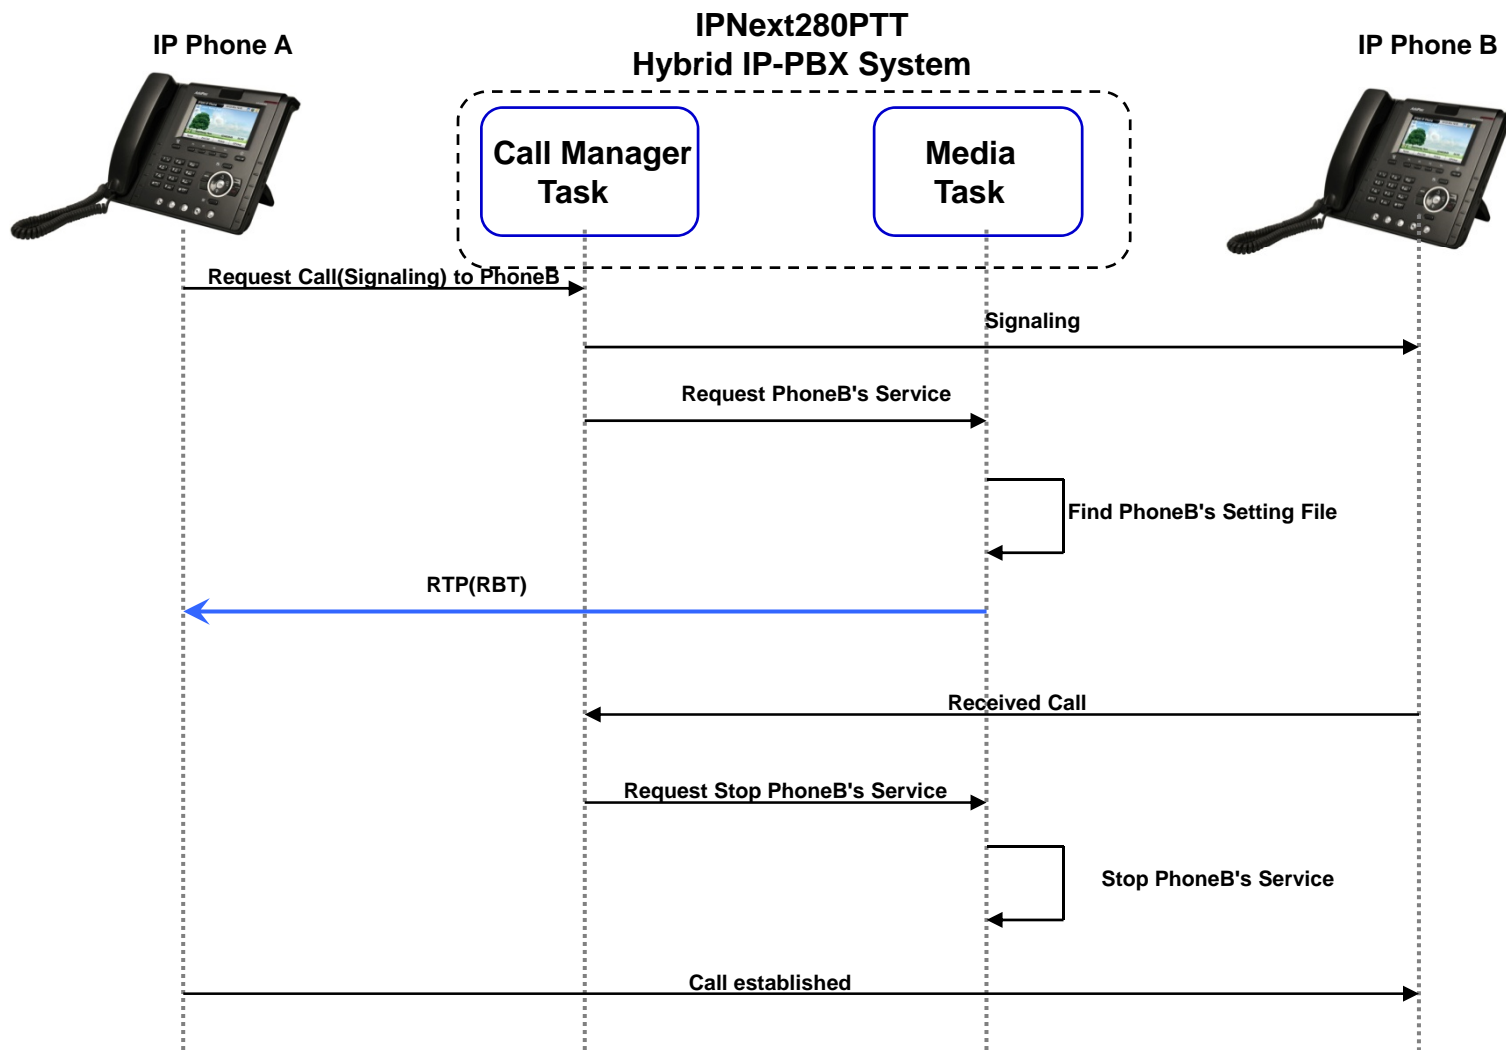 IPNext280PTT
Hybrid IP-PBX System
IP Phone A
IP Phone B
Call Manager
Task
Media
Task
Request Call(Signaling) to PhoneB
Signaling
Request PhoneB's Service
Find PhoneB's Setting File
RTP(RBT)
Received Call
Request Stop PhoneB's Service
Stop PhoneB's Service
Call established